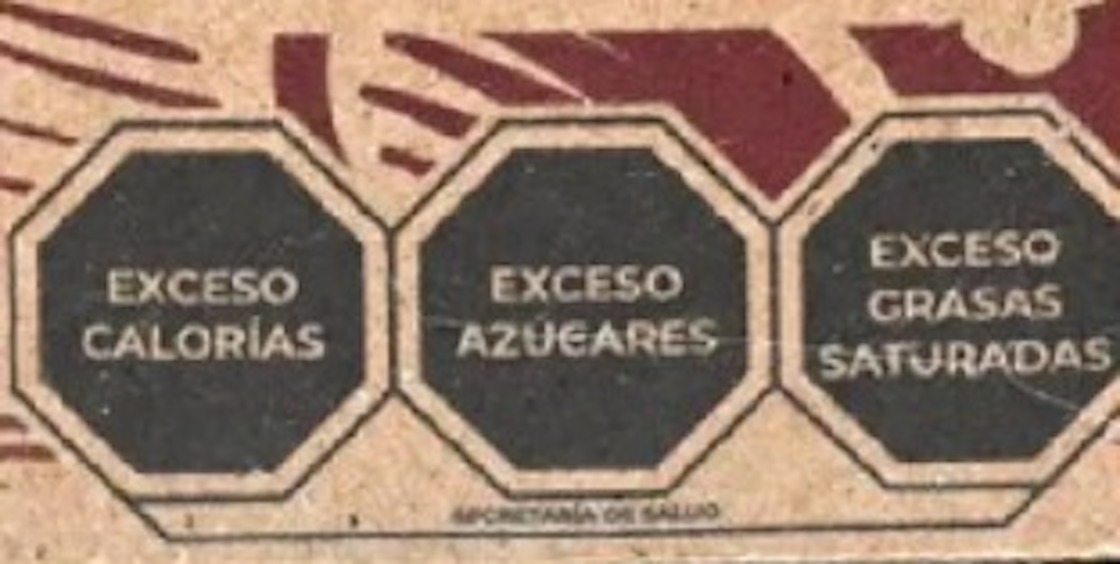 EXCESO
CALORÍAS
EXCESO
AZÚCARES
EXCESO
GRASAS
SATURADAS
SECRETARÍA DE SALUD